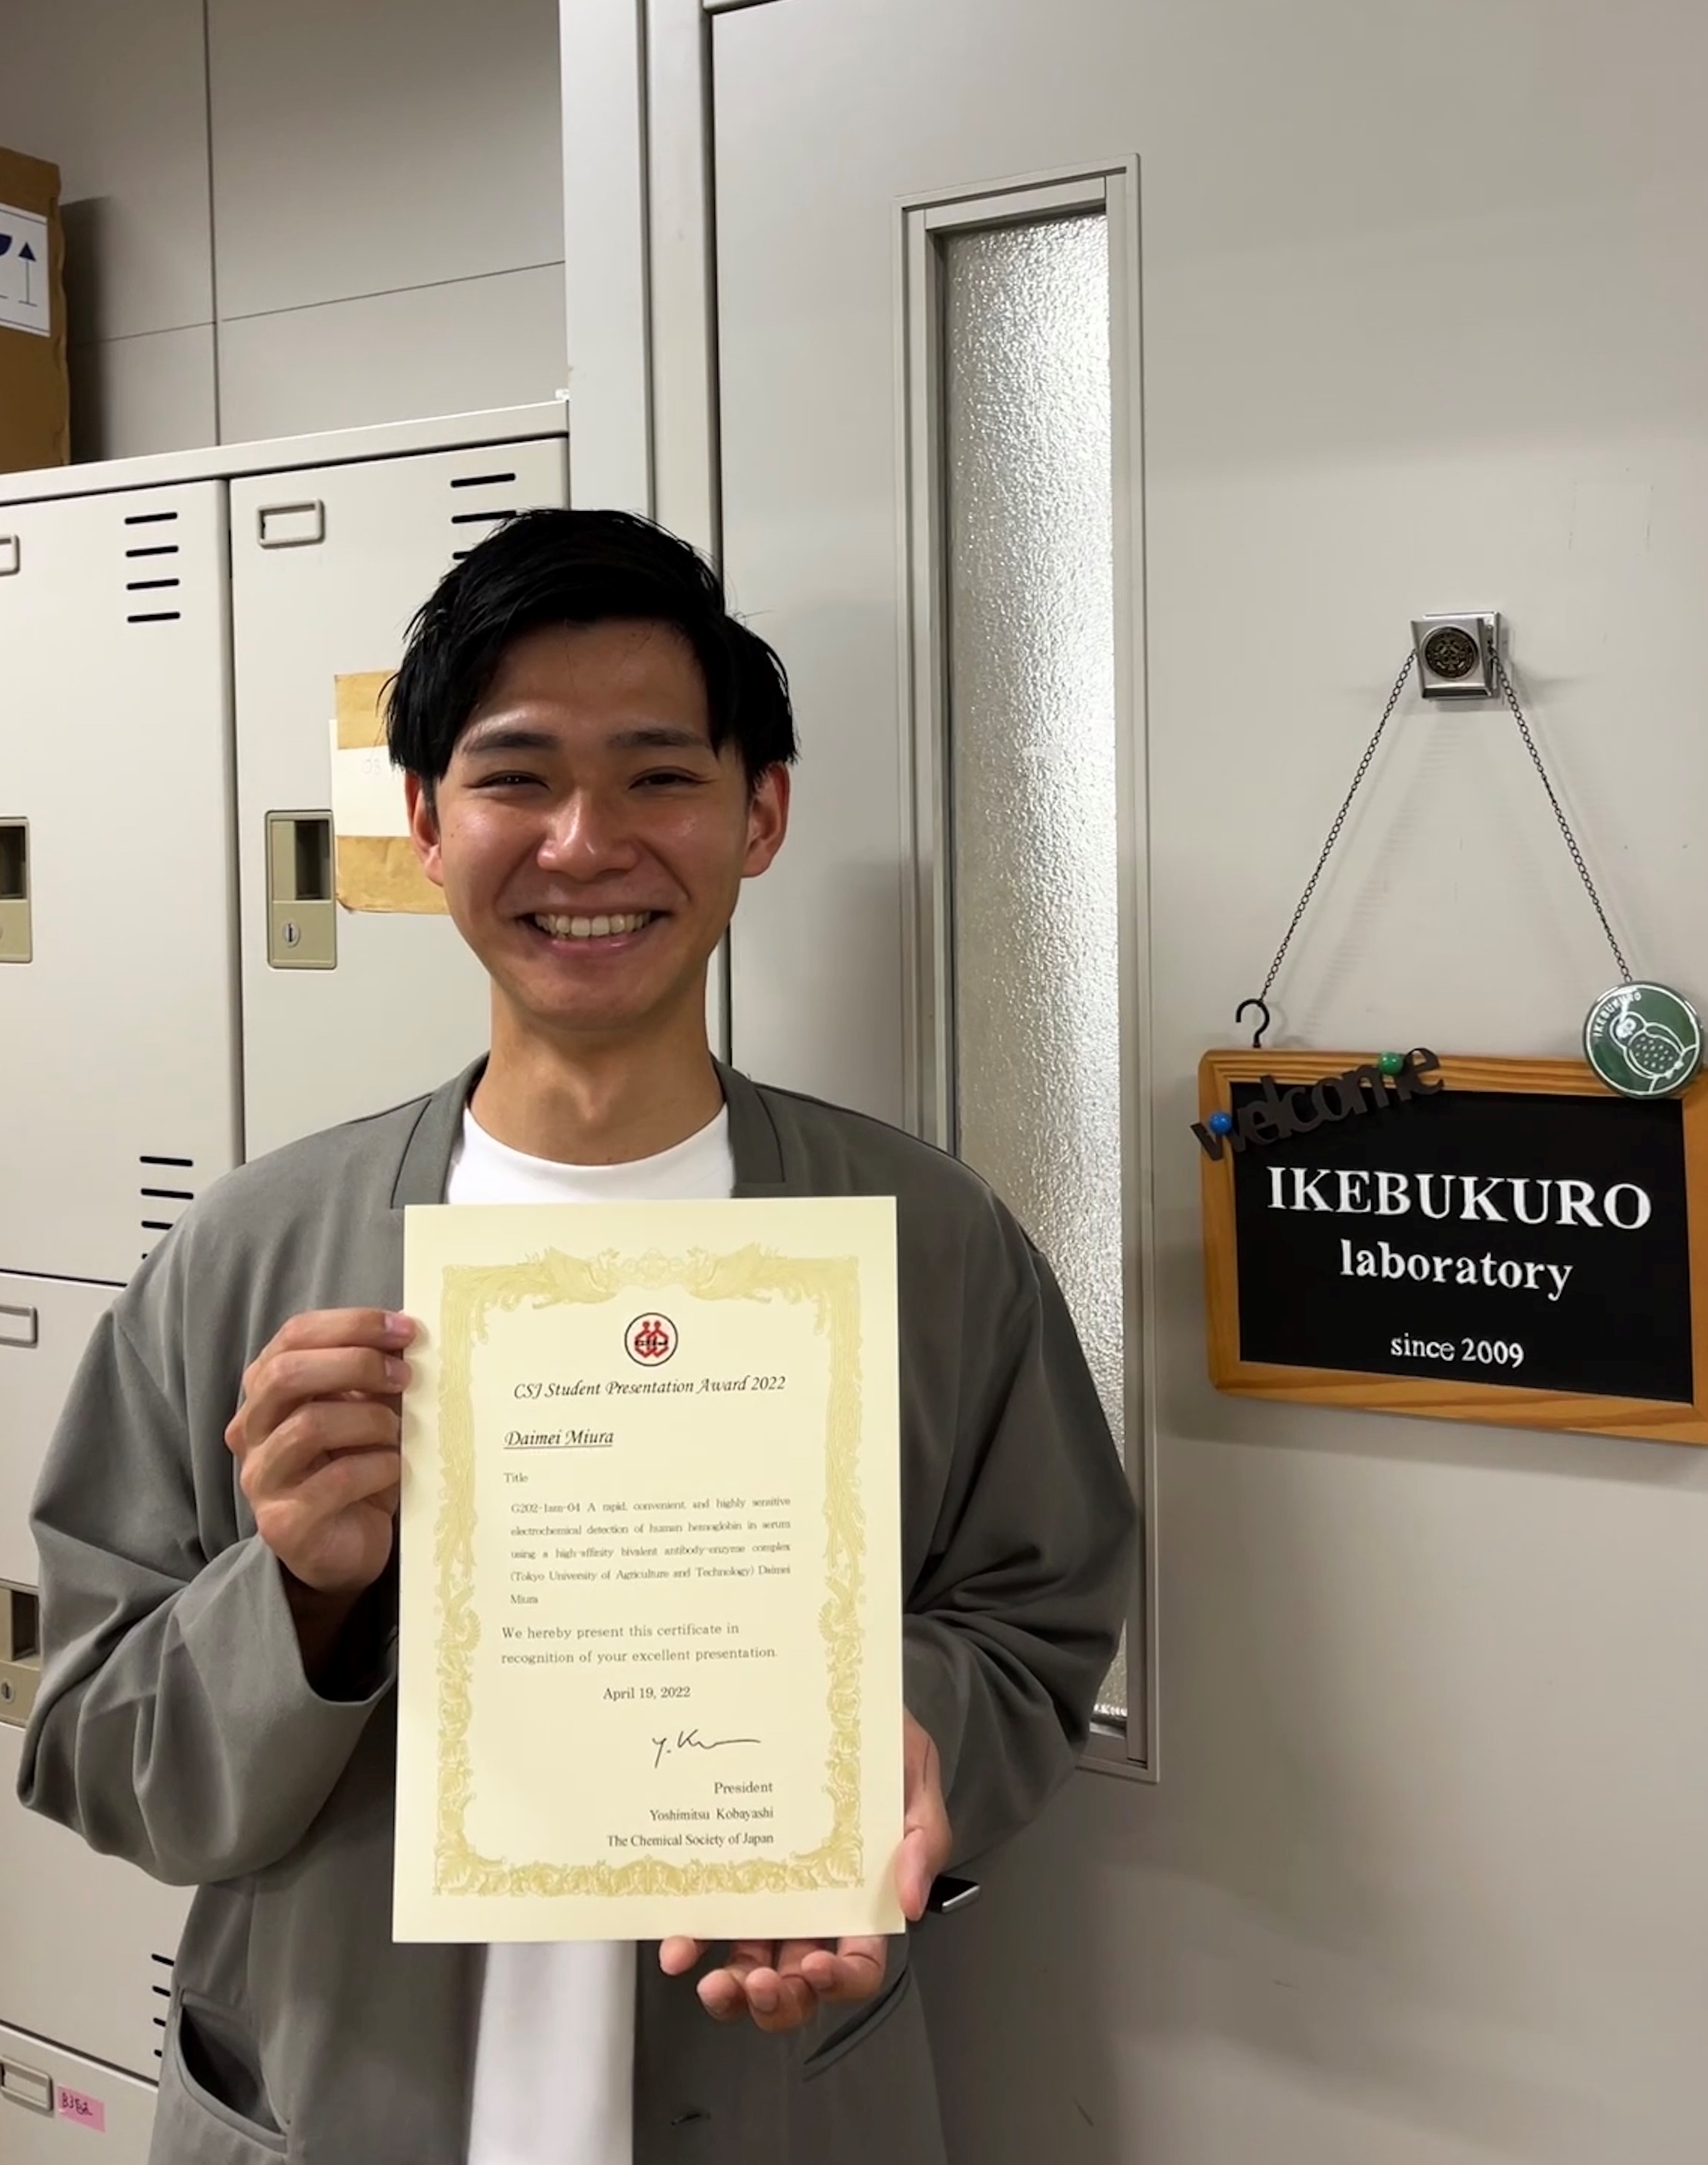 CSJ Student Presentation Award 2022
Daimei Miura
Title
G202-1am-04 A rapid, convenient, and highly sensitive
electrochemical detection of human hemoglobin in serum
using a high-affinity bivalent antibody-enzyme complex
(Tokyo University of Agriculture and Technology) Daimei
Miura
We hereby present this certificate in
recognition of your excellent presentation.
April 19, 2022
President
Yoshimitsu Kobayashi
The Chemical Society of Japan
IKEBUKURO
welcome
IKEBUKURO
laboratory
since 2009